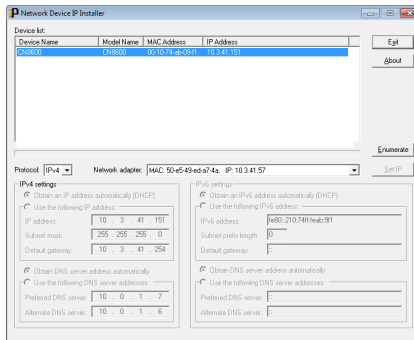 Network Device IP Installer
Device list:
Device Name Model Name MAC Address IP Address
CN8600 CN8600 00-10-74-ab-09-f1 10.3.41.151
Exit
About
Enumerate
Protocol: IPv4 Network adapter: MAC: 50-e5-49-ed-a7-4a, IP: 10.3.41.57
Set IP
IPv4 settings
Obtain an IP address automatically (DHCP)
Use the following IP address:
IP address: 10 . 3 . 41 . 151
Subnet mask: 255 . 255 . 255 . 0
Default gateway: 10 . 3 . 41 . 254
Obtain DNS server address automatically
Use the following DNS server addresses:
Preferred DNS server: 10 . 0 . 1 . 7
Alternate DNS server: 10 . 0 . 1 . 6
IPv6 settings
Obtain an IPv6 address automatically (DHCP)
Use the following IPv6 address:
IPv6 address: fe80::210:74ff:feab:9f1
Subnet prefix length: 0
Default gateway: ::
Obtain DNS server address automatically
Use the following DNS server addresses:
Preferred DNS server: ::
Alternate DNS server: ::